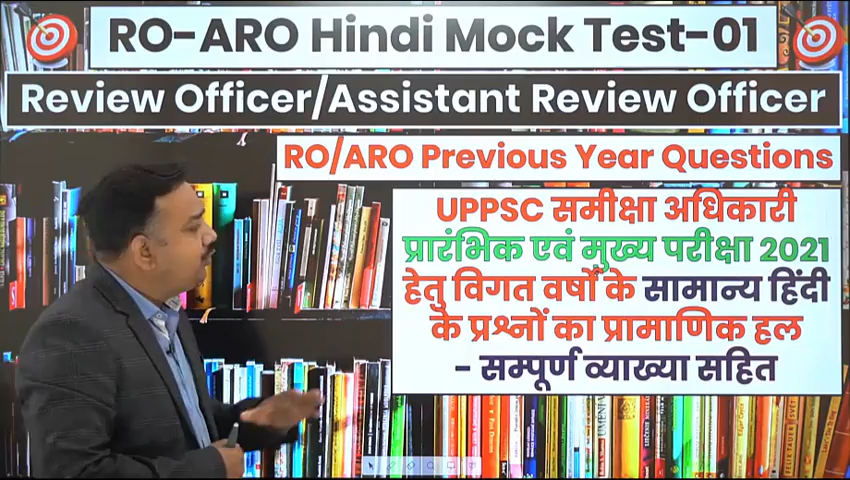 RO-ARO Hindi Mock Test-01
Review Officer/Assistant Review Officer
RO/ARO Previous Year Questions
UPPSC समीक्षा अधिकारी
प्रारंभिक एवं मुख्य परीक्षा 2021
हेतु विगत वर्षों के सामान्य हिंदी
के प्रश्नों का प्रामाणिक हल
- सम्पूर्ण व्याख्या सहित